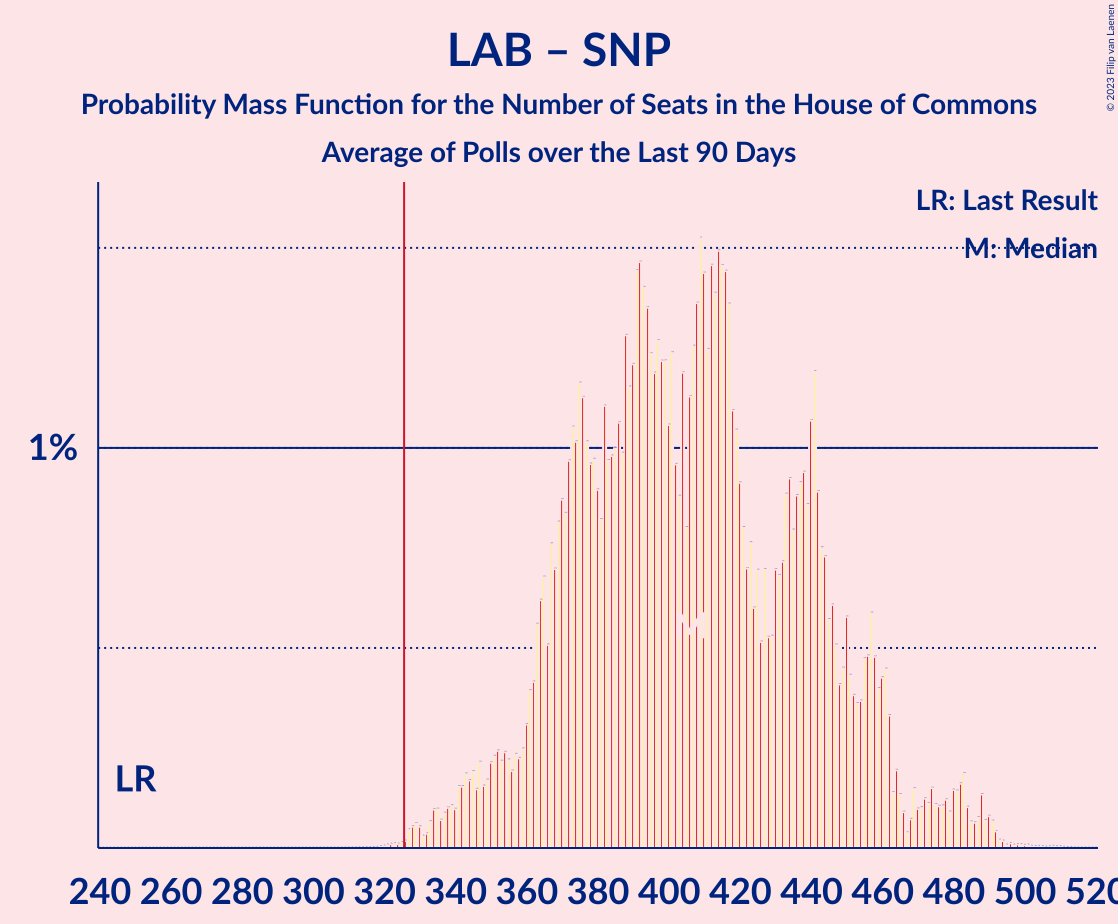 LAB – SNP
Probability Mass Function for the Number of Seats in the House of Commons
Average of Polls over the Last 90 Days
© 2023 Filip van Laenen
LR: Last Result
M: Median
1%
LR
240 260 280 300 320 340 360 380 400 420 440 460 480 500 520